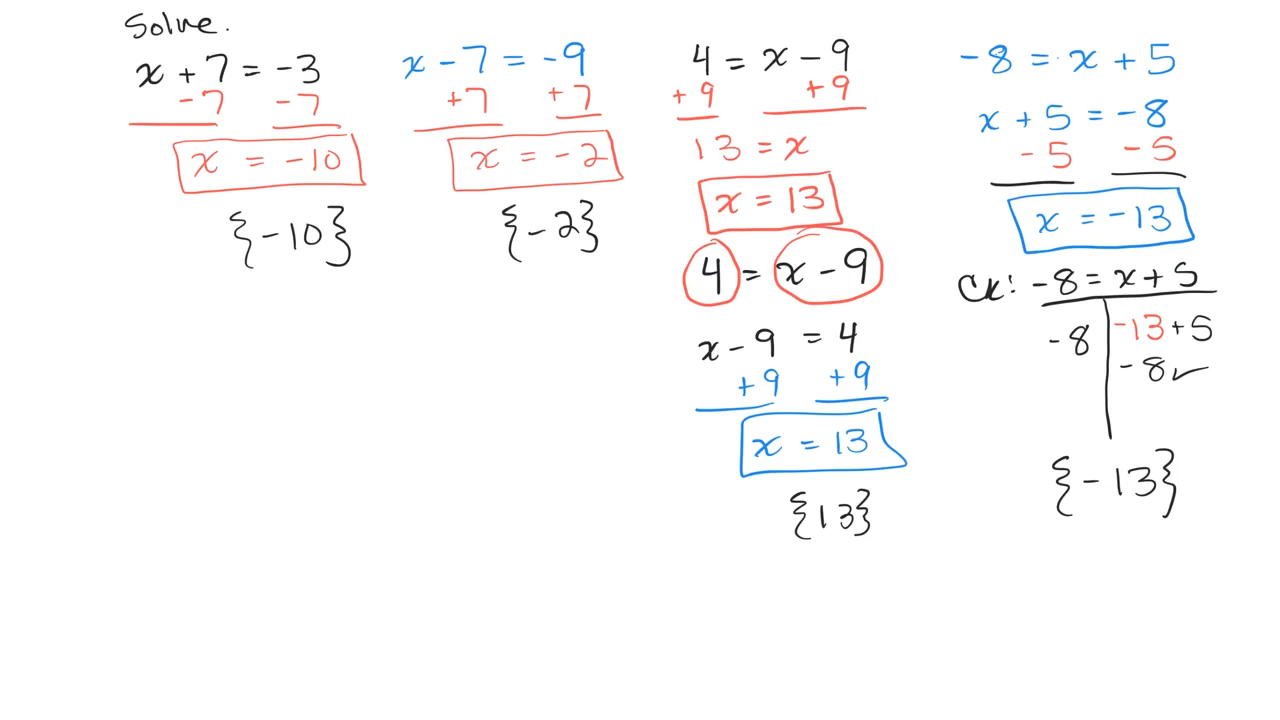 Solve.
x + 7 = -3
-7 -7
x = -10
{-10}
x - 7 = -9
+7 +7
x = -2
{-2}
4 = x - 9
+9 +9
13 = x
x = 13
4 = x - 9
x - 9 = 4
+9 +9
x = 13
{13}
-8 = x + 5
x + 5 = -8
-5 -5
x = -13
Ck: -8 = x + 5
-8 -13 + 5
-8 ✓
{-13}